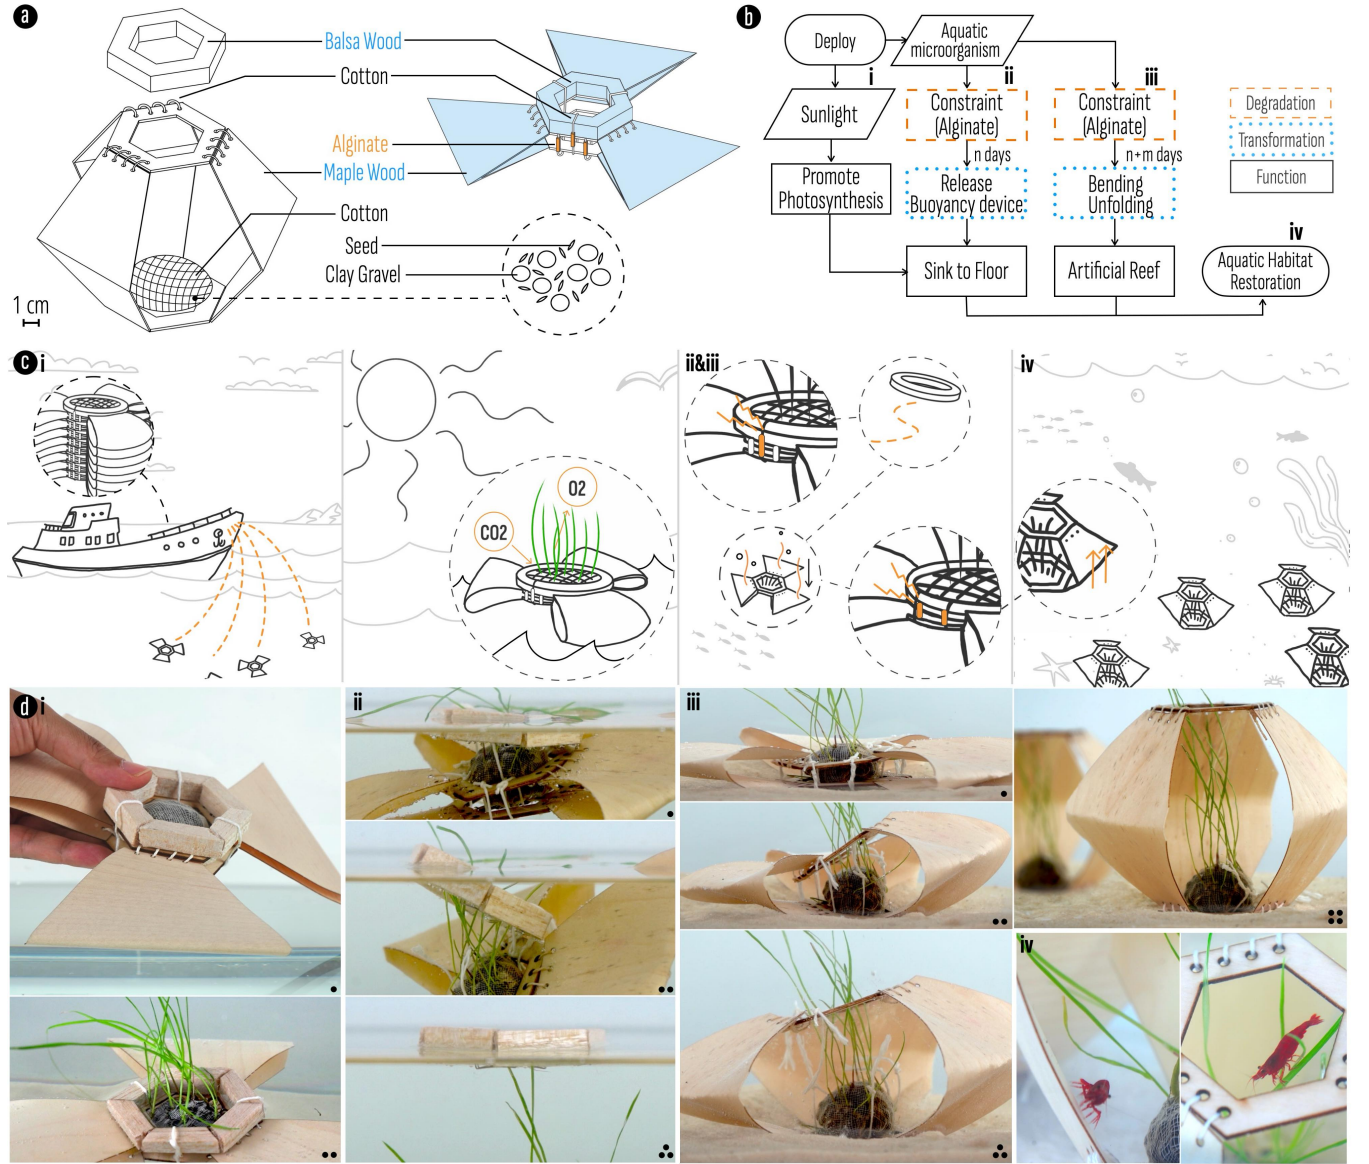 a
Balsa Wood
Cotton
Alginate
Maple Wood
Cotton
Seed
Clay Gravel
1 cm
b
Deploy
Aquatic
microorganism
i
ii
iii
Sunlight
Constraint
(Alginate)
Constraint
(Alginate)
n days
n+m days
Promote
Photosynthesis
Release
Buoyancy device
Bending
Unfolding
Sink to Floor
Artificial Reef
iv
Aquatic Habitat
Restoration
Degradation
Transformation
Function
c i
CO2
O2
ii&iii
iv
d i
ii
iii
iv